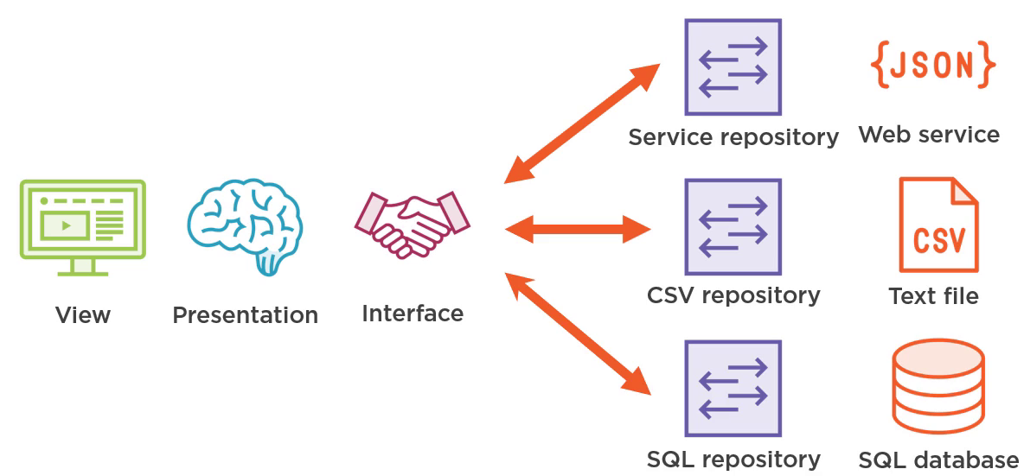 {JSON}
Service repository
Web service
CSV
View
Presentation
Interface
CSV repository
Text file
SQL repository
SQL database